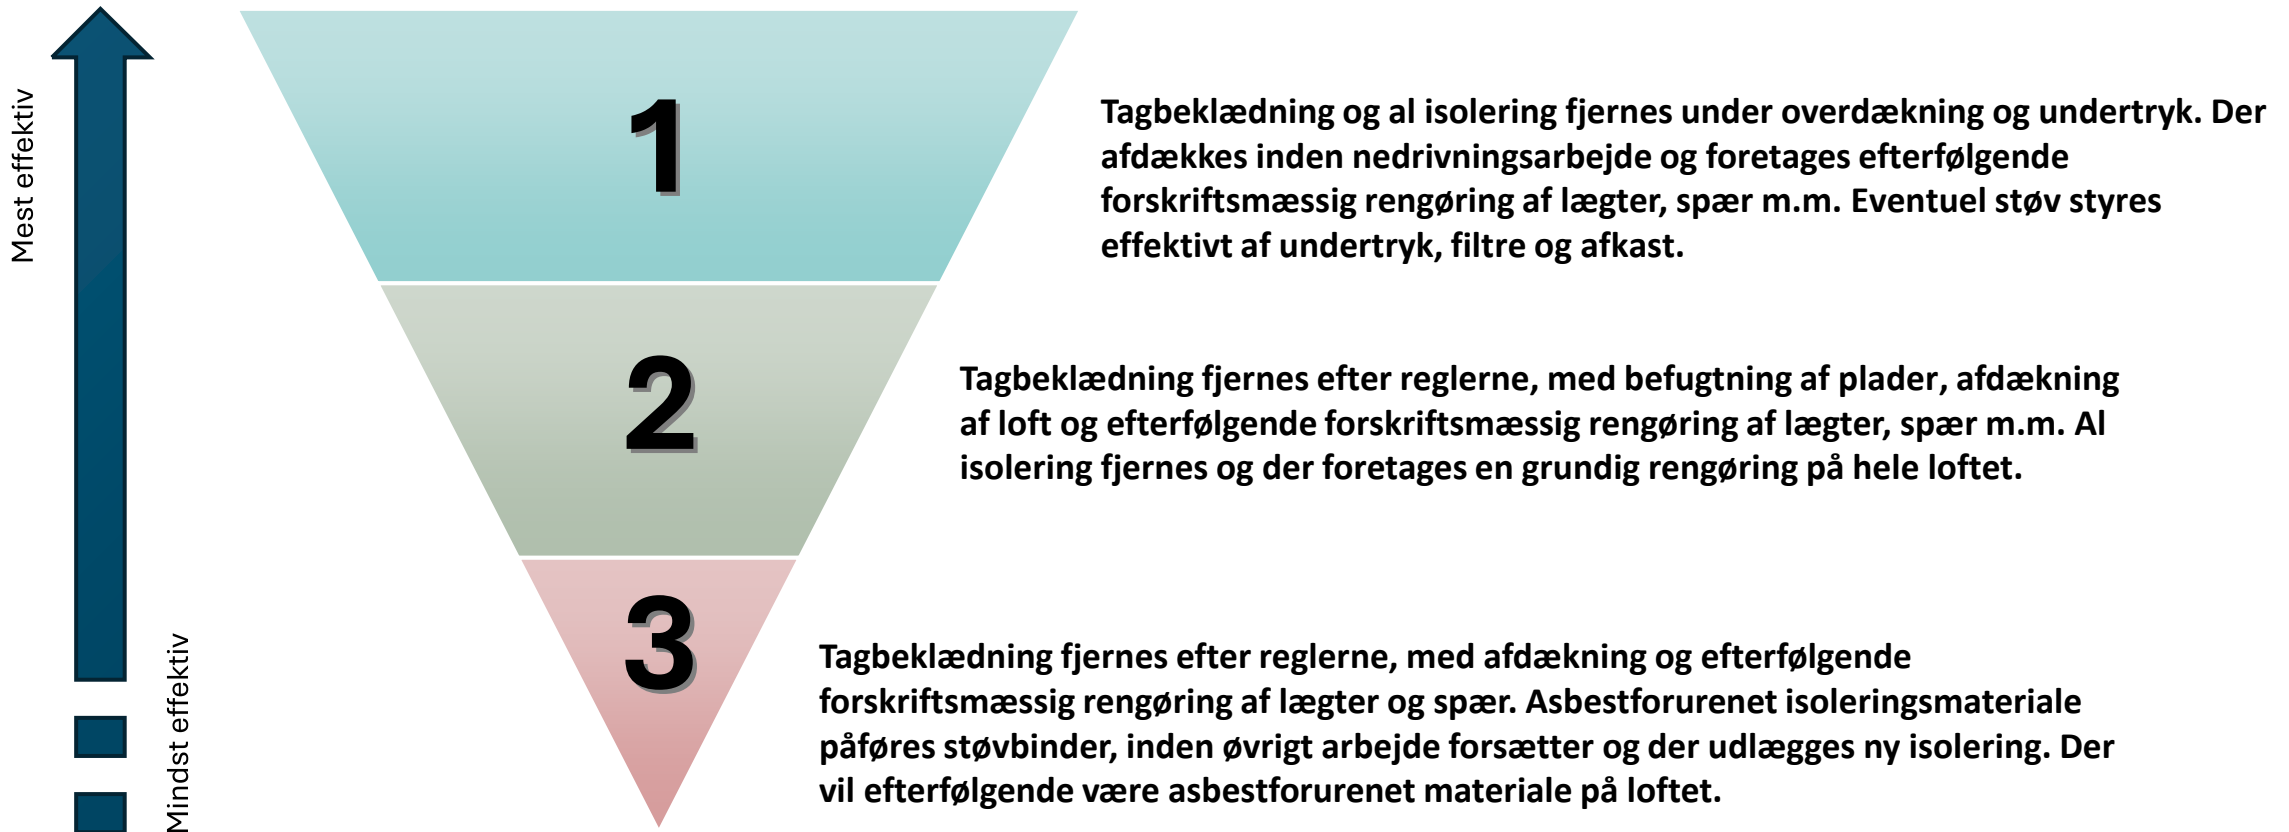 Mest effektiv
1
Tagbeklædning og al isolering fjernes under overdækning og undertryk. Der
afdækkes inden nedrivningsarbejde og foretages efterfølgende
forskriftsmæssig rengøring af lægter, spær m.m. Eventuel støv styres
effektivt af undertryk, filtre og afkast.
2
Tagbeklædning fjernes efter reglerne, med befugtning af plader, afdækning
af loft og efterfølgende forskriftsmæssig rengøring af lægter, spær m.m. Al
isolering fjernes og der foretages en grundig rengøring på hele loftet.
3
Tagbeklædning fjernes efter reglerne, med afdækning og efterfølgende
forskriftsmæssig rengøring af lægter og spær. Asbestforurenet isoleringsmateriale
påføres støvbinder, inden øvrigt arbejde forsætter og der udlægges ny isolering. Der
vil efterfølgende være asbestforurenet materiale på loftet.
Mindst effektiv